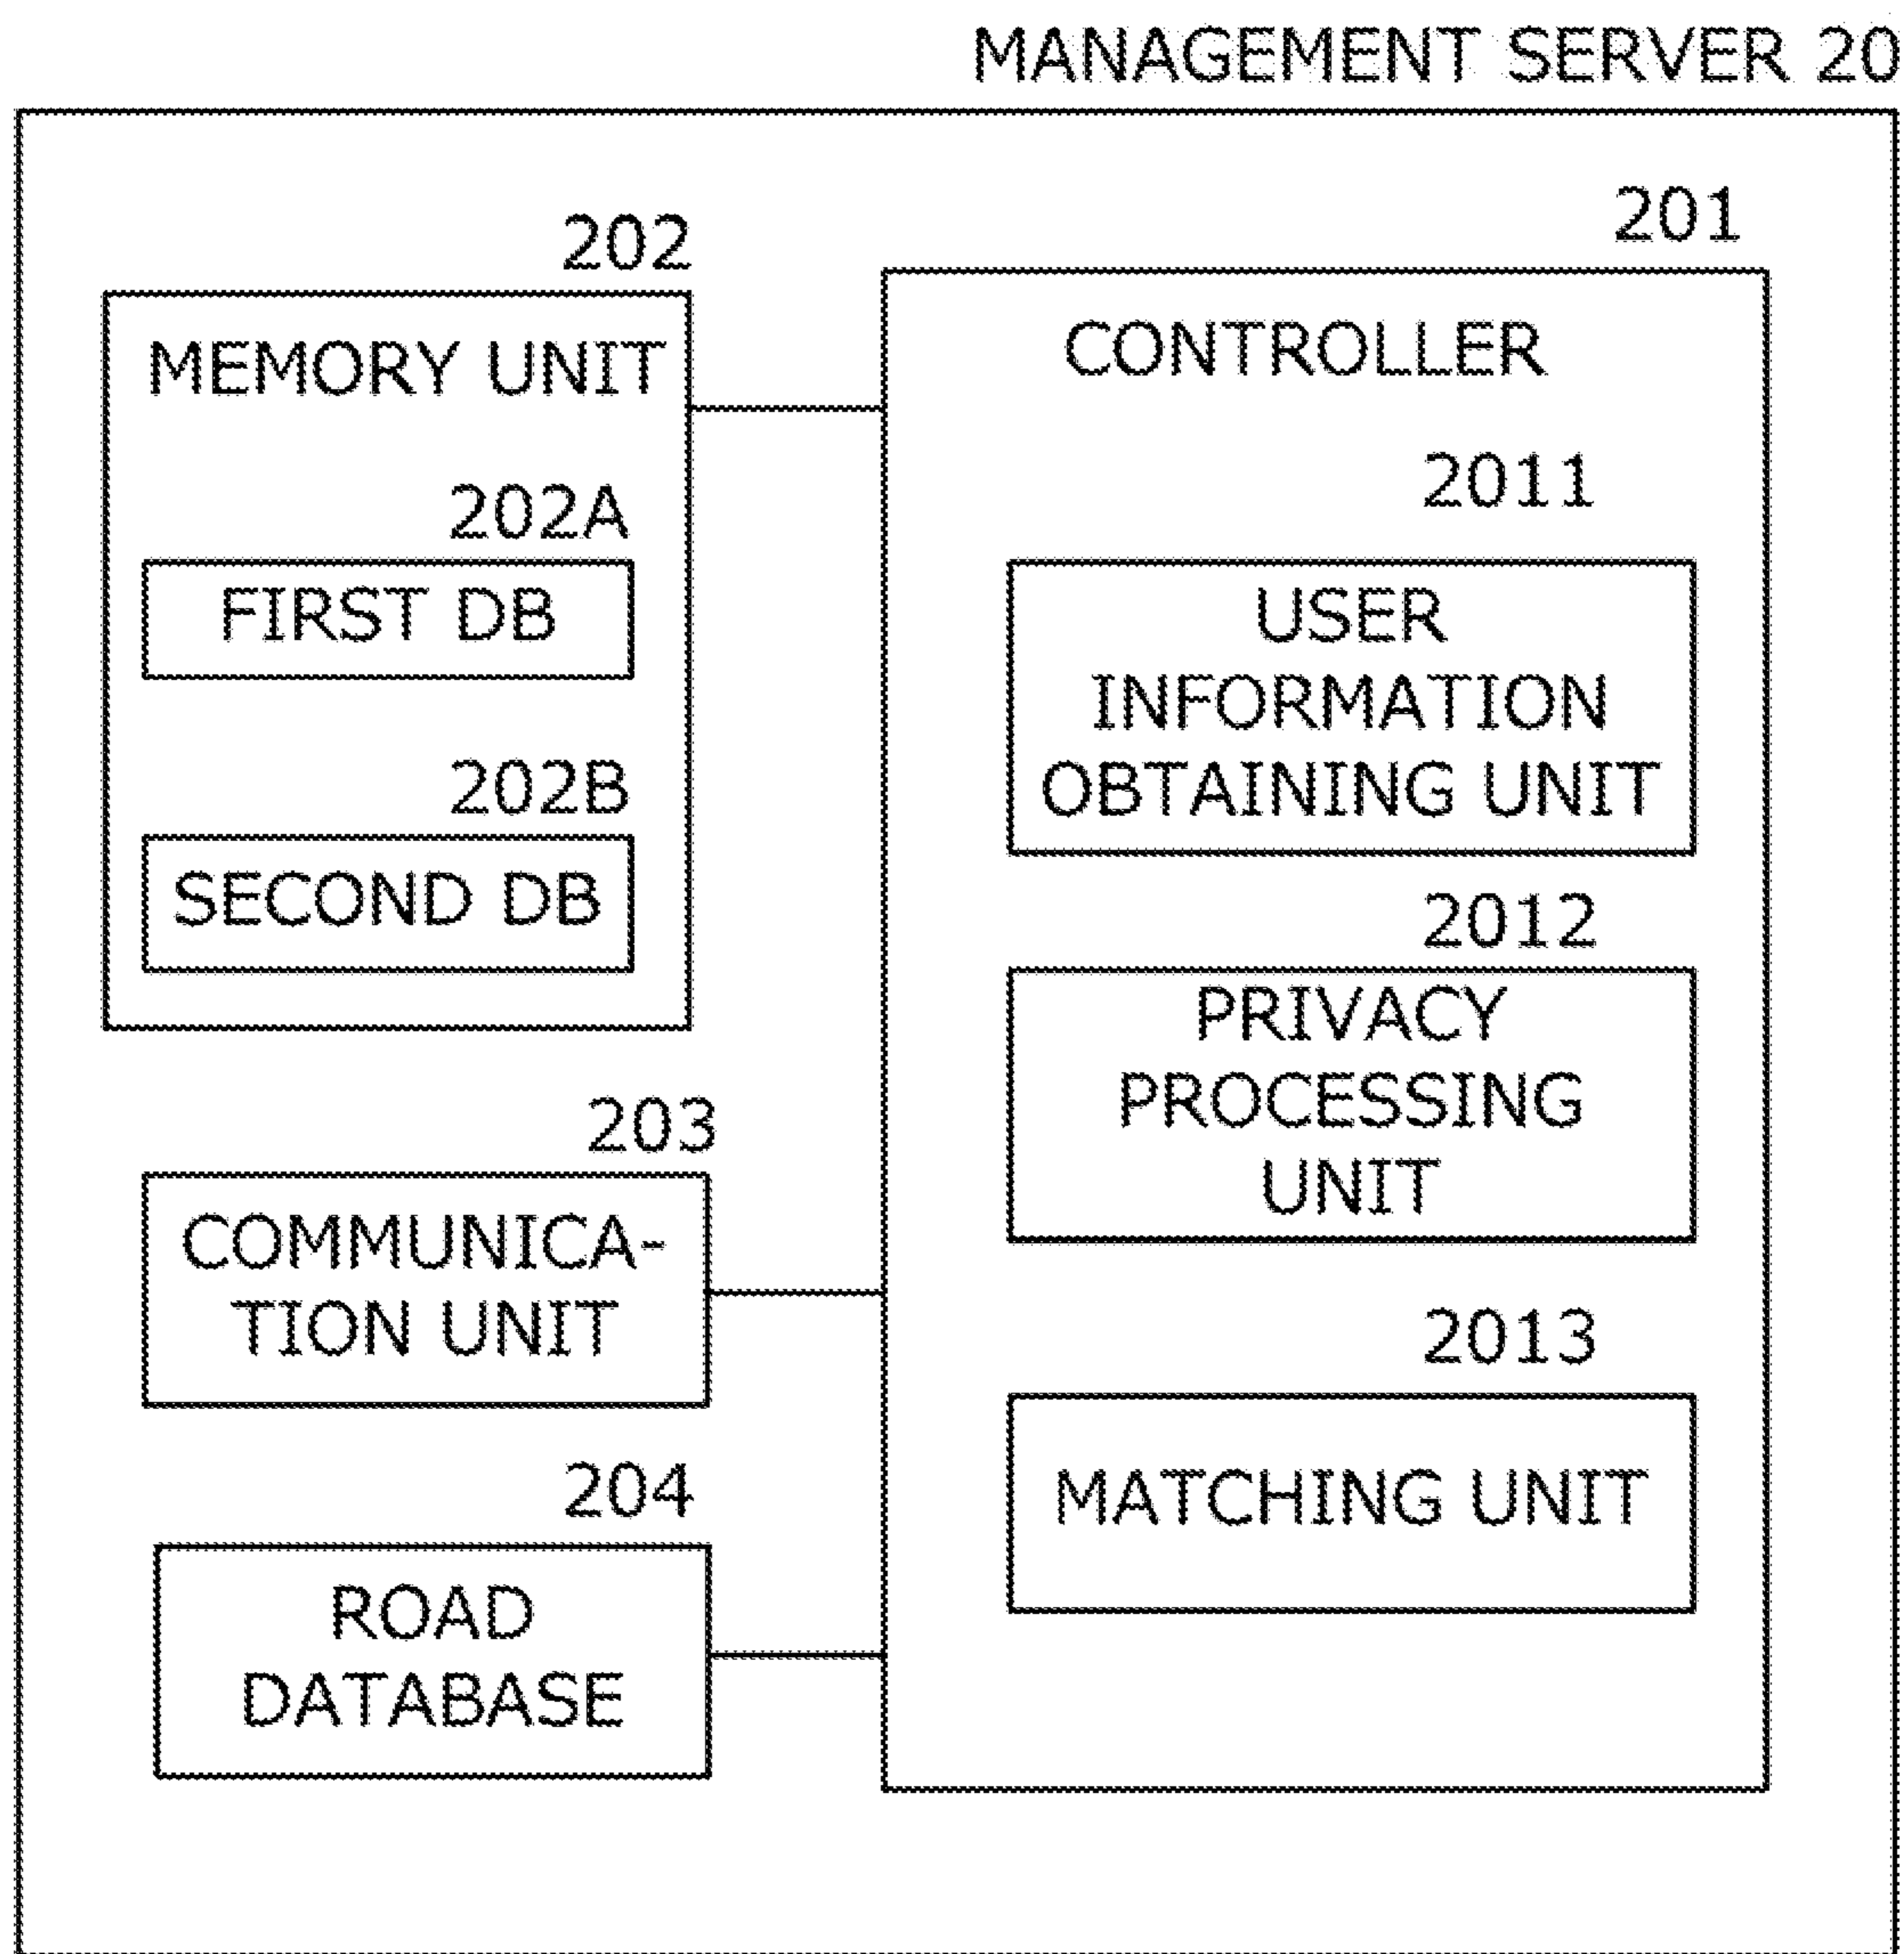 MANAGEMENT SERVER 20
202
MEMORY UNIT
202A
FIRST DB
202B
SECOND DB
203
COMMUNICA-
TION UNIT
204
ROAD
DATABASE
201
CONTROLLER
2011
USER
INFORMATION
OBTAINING UNIT
2012
PRIVACY
PROCESSING
UNIT
2013
MATCHING UNIT